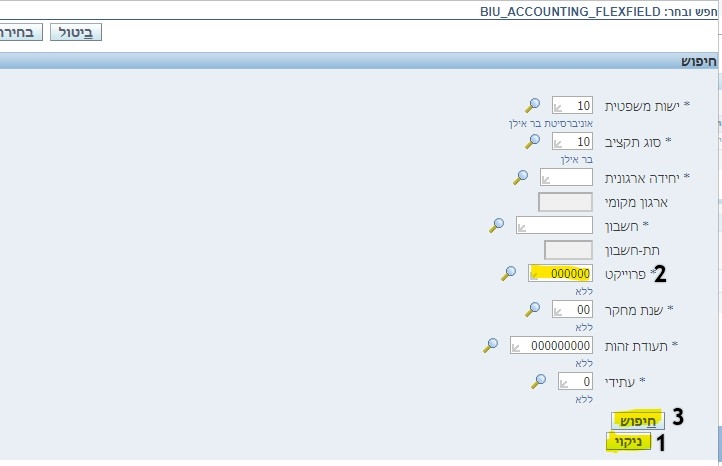 חפש ובחר: BIU_ACCOUNTING_FLEXFIELD
ביטול
חיפוש
* ישות משפטית 10
אוניברסיטת בר אילן
* סוג תקציב 10
בר אילן
* יחידה ארגונית
ארגון מקומי
* חשבון
תת-חשבון
* פרוייקט 000000 2
ללא
* שנת מחקר 00
ללא
* תעודת זהות 000000000
ללא
* עתידי 0
ללא
חיפוש 3
ניקוי 1